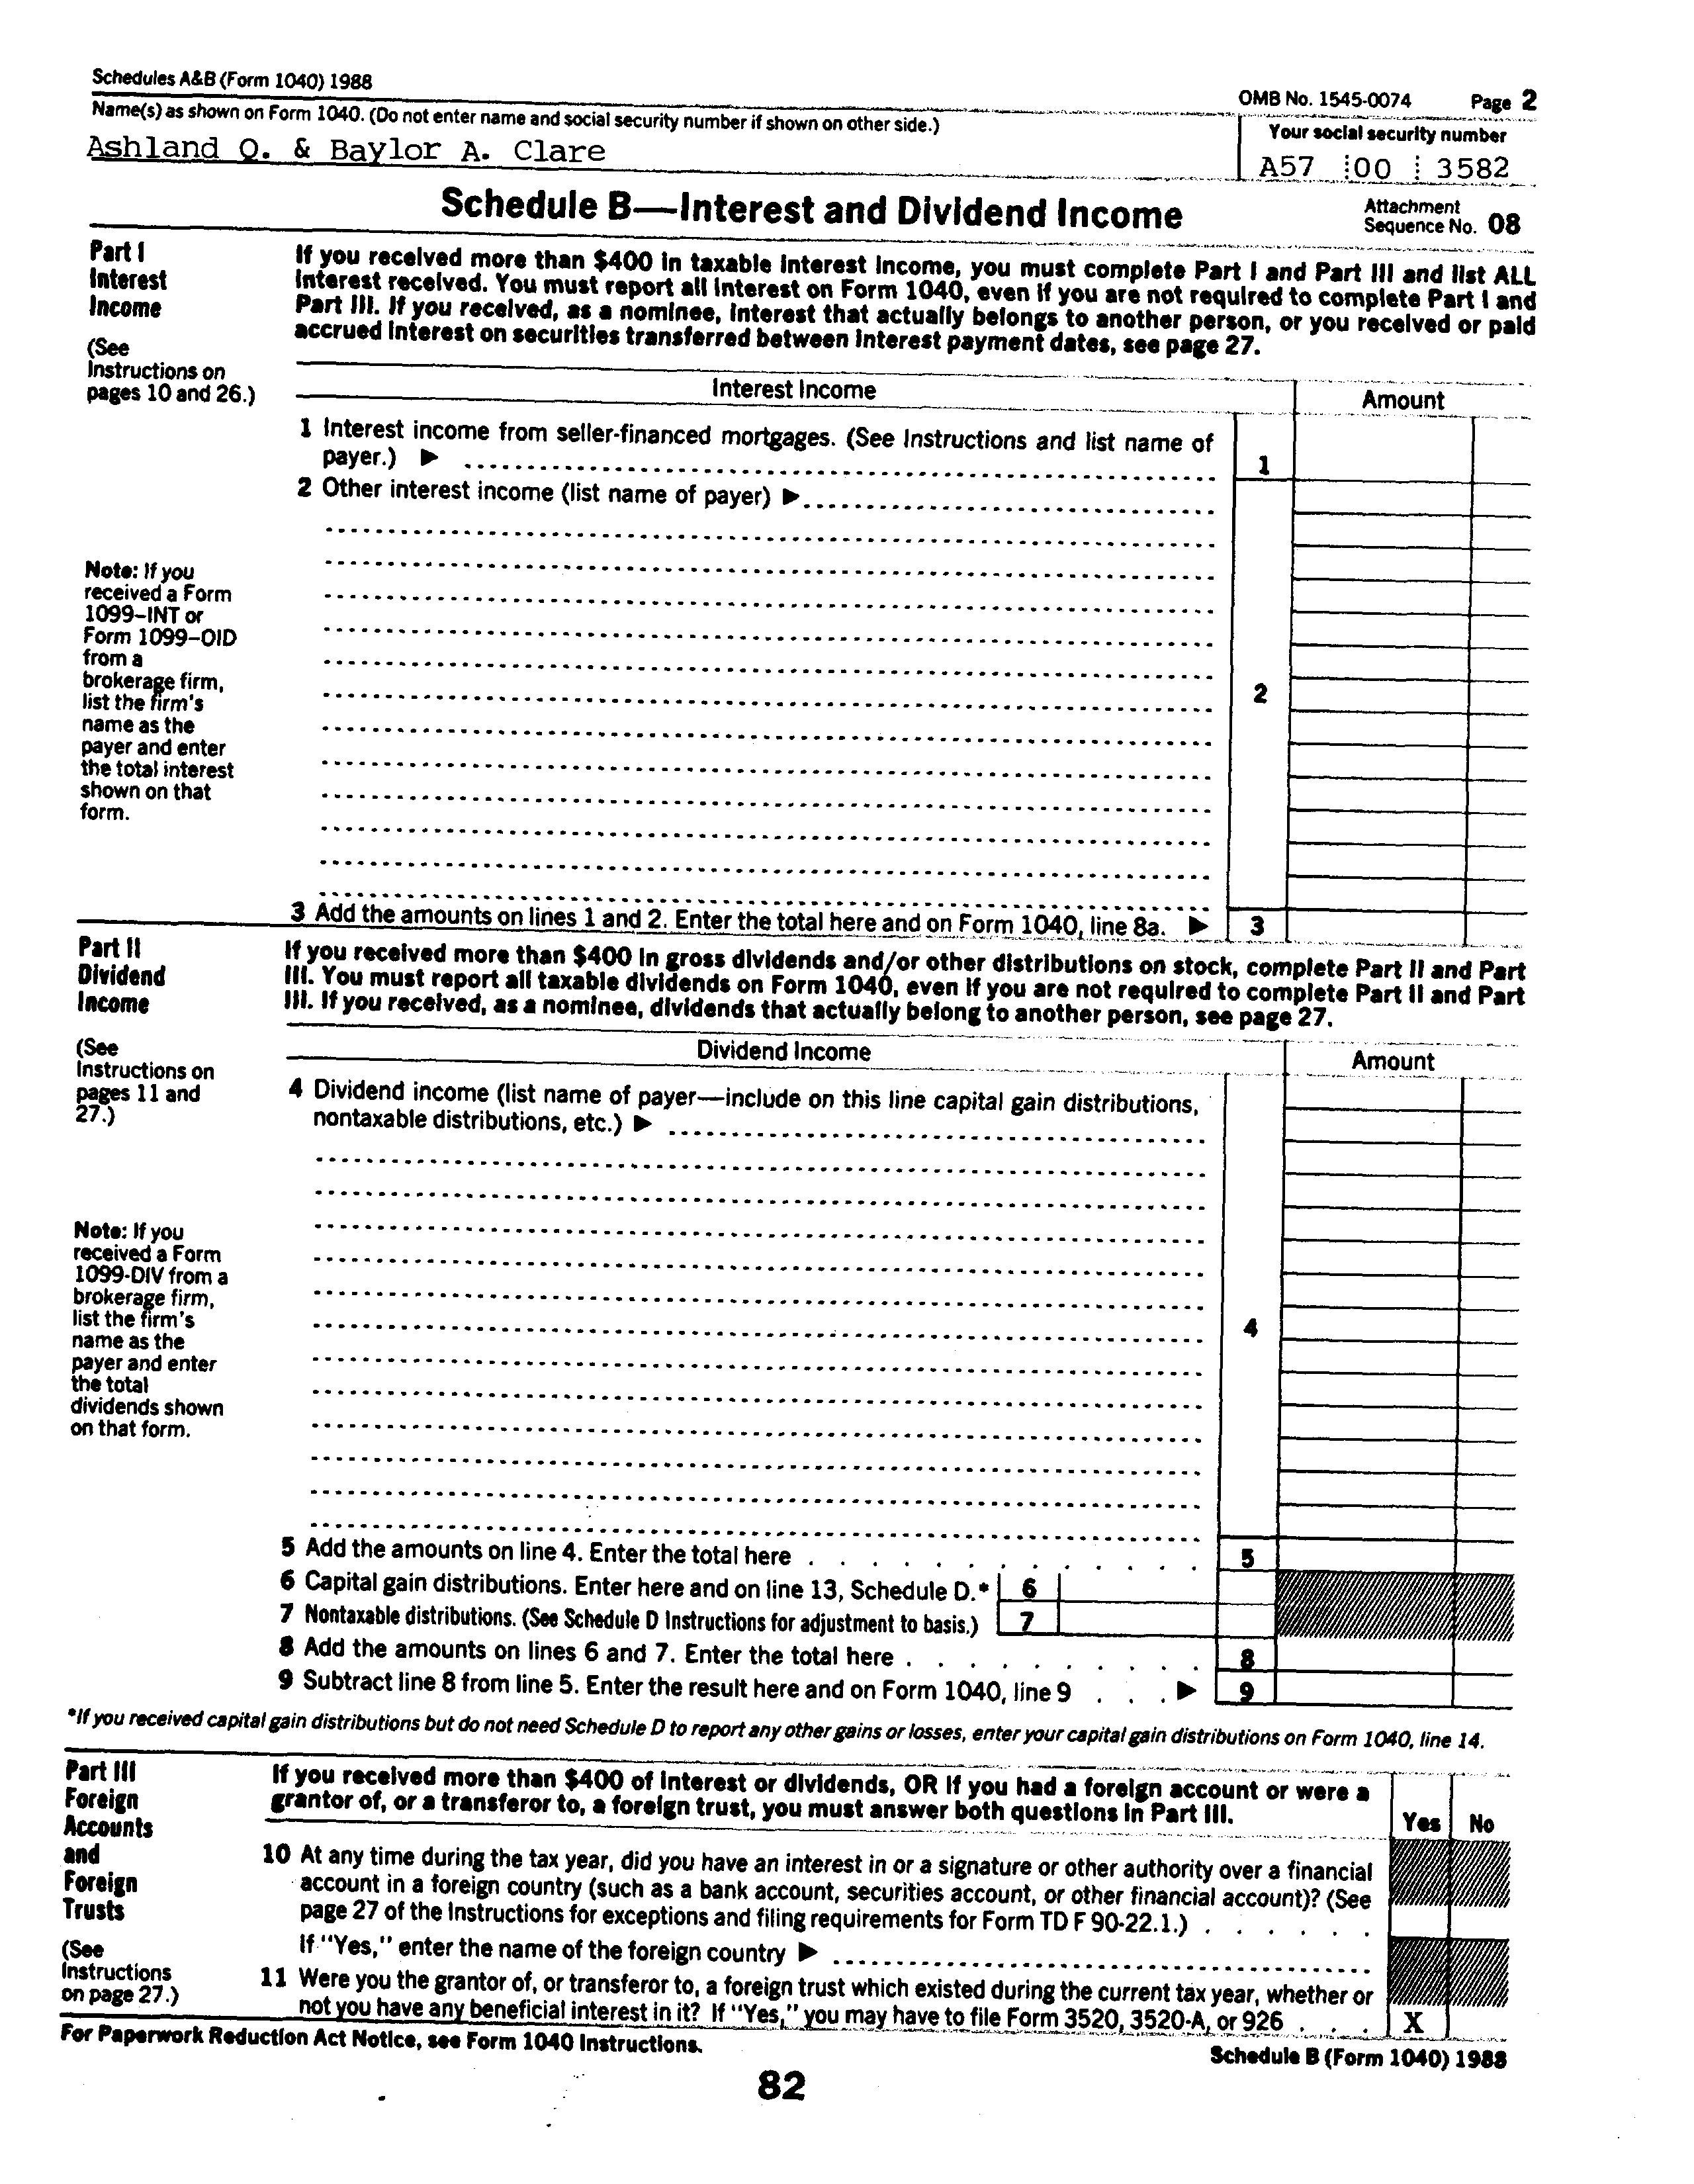 Schedules A&B (Form 1040) 1988
OMB No. 1545-0074 Page 2
Name(s) as shown on Form 1040. (Do not enter name and social security number if shown on other side.)
Your social security number
Ashland Q. & Baylor A. Clare
A57 00 3582
Schedule B—Interest and Dividend Income
Attachment
Sequence No. 08
Part I
Interest
Income
(See
Instructions on
pages 10 and 26.)
If you received more than $400 in taxable interest income, you must complete Part I and Part III and list ALL
interest received. You must report all interest on Form 1040, even if you are not required to complete Part I and
Part III. If you received, as a nominee, interest that actually belongs to another person, or you received or paid
accrued interest on securities transferred between interest payment dates, see page 27.
Interest Income
Amount
1 Interest income from seller-financed mortgages. (See Instructions and list name of
payer.) ▶
1
2 Other interest income (list name of payer) ▶
Note: If you
received a Form
1099–INT or
Form 1099–OID
from a
brokerage firm,
list the firm's
name as the
payer and enter
the total interest
shown on that
form.
2
3 Add the amounts on lines 1 and 2. Enter the total here and on Form 1040, line 8a. ▶ 3
Part II
Dividend
Income
(See
Instructions on
pages 11 and
27.)
If you received more than $400 in gross dividends and/or other distributions on stock, complete Part II and Part
III. You must report all taxable dividends on Form 1040, even if you are not required to complete Part II and Part
III. If you received, as a nominee, dividends that actually belong to another person, see page 27.
Dividend Income
Amount
4 Dividend income (list name of payer—include on this line capital gain distributions,
nontaxable distributions, etc.) ▶
Note: If you
received a Form
1099-DIV from a
brokerage firm,
list the firm's
name as the
payer and enter
the total
dividends shown
on that form.
4
5 Add the amounts on line 4. Enter the total here . . . . . . . . . . . . 5
6 Capital gain distributions. Enter here and on line 13, Schedule D.* 6
7 Nontaxable distributions. (See Schedule D Instructions for adjustment to basis.) 7
8 Add the amounts on lines 6 and 7. Enter the total here . . . . . . . . . . 8
9 Subtract line 8 from line 5. Enter the result here and on Form 1040, line 9 . . . ▶ 9
*If you received capital gain distributions but do not need Schedule D to report any other gains or losses, enter your capital gain distributions on Form 1040, line 14.
Part III
Foreign
Accounts
and
Foreign
Trusts
(See
Instructions
on page 27.)
If you received more than $400 of interest or dividends, OR if you had a foreign account or were a
grantor of, or a transferor to, a foreign trust, you must answer both questions in Part III.
Yes No
10 At any time during the tax year, did you have an interest in or a signature or other authority over a financial
account in a foreign country (such as a bank account, securities account, or other financial account)? (See
page 27 of the Instructions for exceptions and filing requirements for Form TD F 90-22.1.) . . . . . .
If "Yes," enter the name of the foreign country ▶
11 Were you the grantor of, or transferor to, a foreign trust which existed during the current tax year, whether or
not you have any beneficial interest in it? If "Yes," you may have to file Form 3520, 3520-A, or 926 . . . X
For Paperwork Reduction Act Notice, see Form 1040 Instructions.
Schedule B (Form 1040) 1988
82